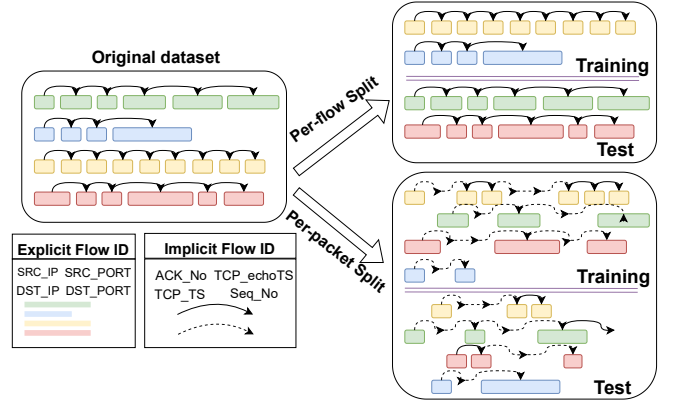 Original dataset
Per-flow Split
Training
Test
Per-packet Split
Training
Test
Explicit Flow ID
SRC_IP SRC_PORT
DST_IP DST_PORT
Implicit Flow ID
ACK_No TCP_echoTS
TCP_TS Seq_No